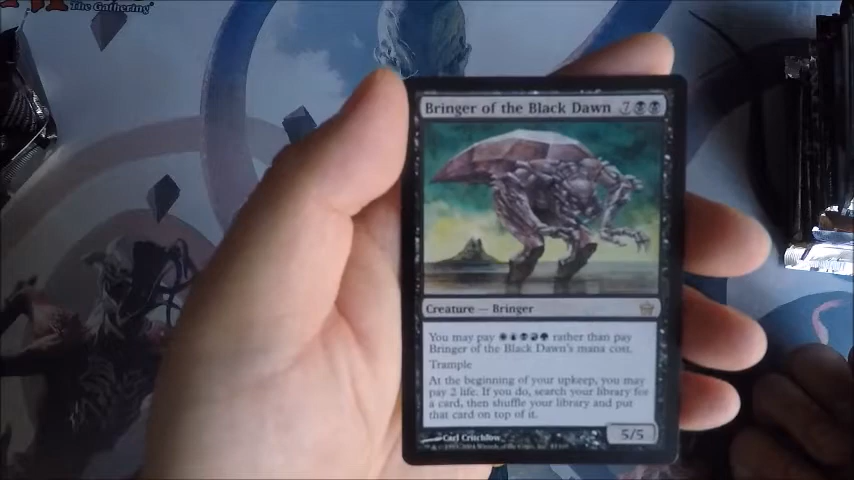 The Gathering
Bringer of the Black Dawn 7
Creature — Bringer
You may pay rather than pay
Bringer of the Black Dawn's mana cost.
Trample
At the beginning of your upkeep, you may
pay 2 life. If you do, search your library for
a card, then shuffle your library and put
that card on top of it.
Carl Critchlow
5/5